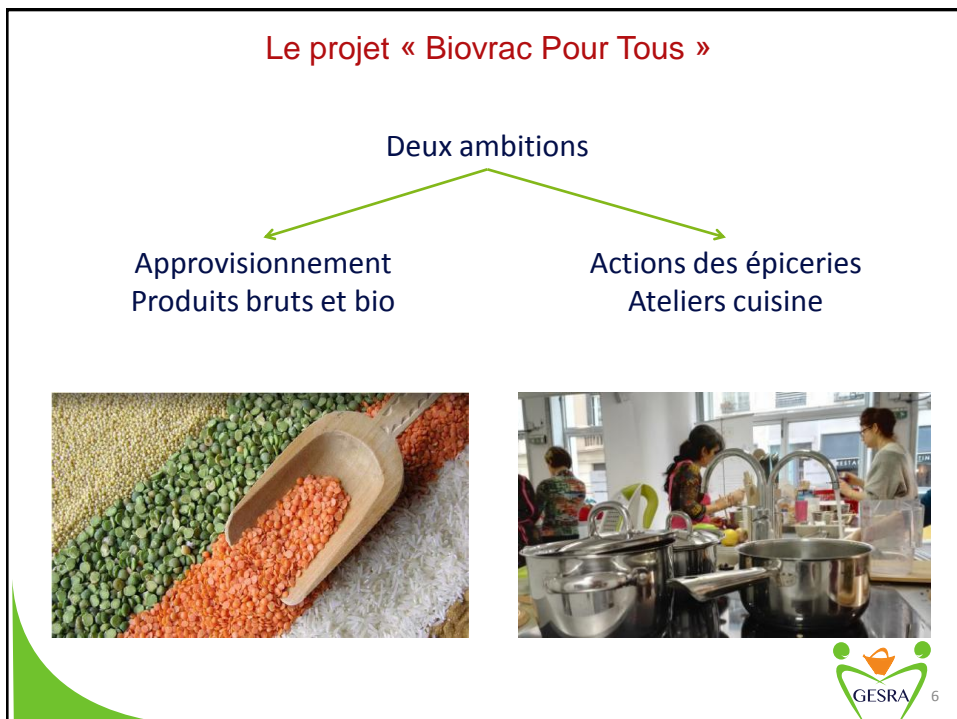 Le projet « Biovrac Pour Tous »
Deux ambitions
Approvisionnement
Produits bruts et bio
Actions des épiceries
Ateliers cuisine
GESRA
6